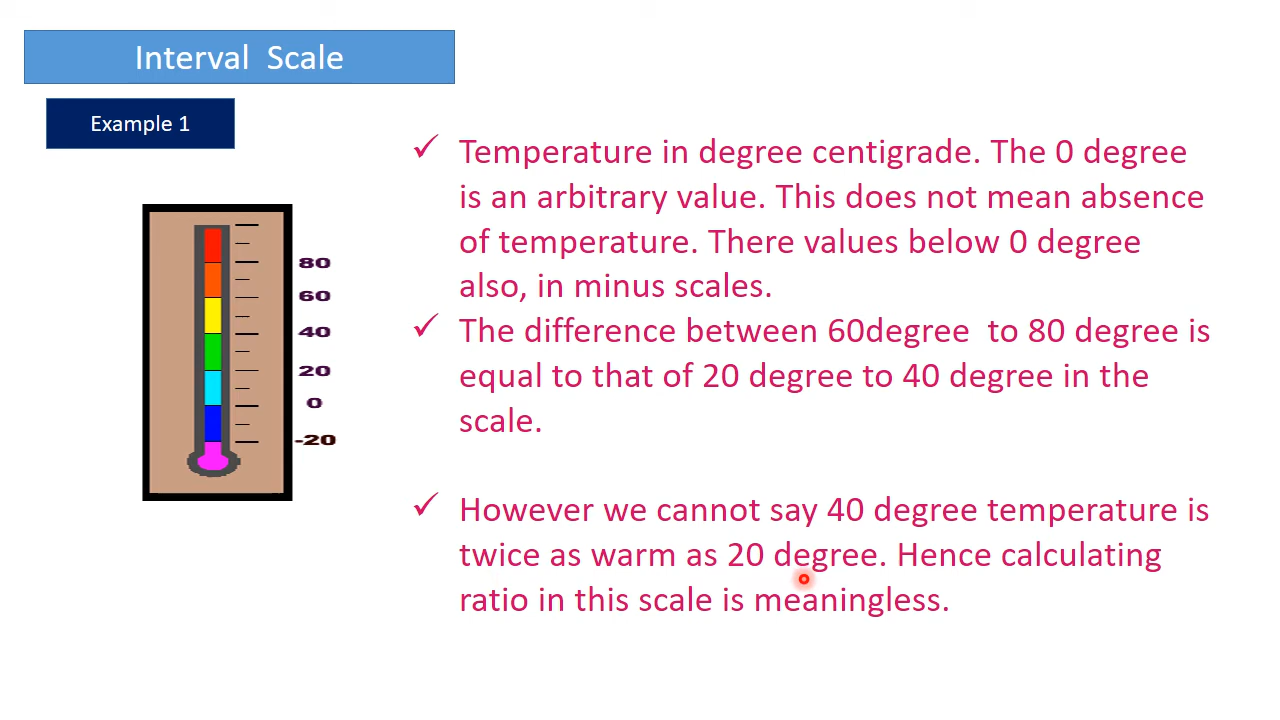 Interval Scale
Example 1
80
60
40
20
0
-20
✓ Temperature in degree centigrade. The 0 degree
is an arbitrary value. This does not mean absence
of temperature. There values below 0 degree
also, in minus scales.
✓ The difference between 60degree to 80 degree is
equal to that of 20 degree to 40 degree in the
scale.
✓ However we cannot say 40 degree temperature is
twice as warm as 20 degree. Hence calculating
ratio in this scale is meaningless.